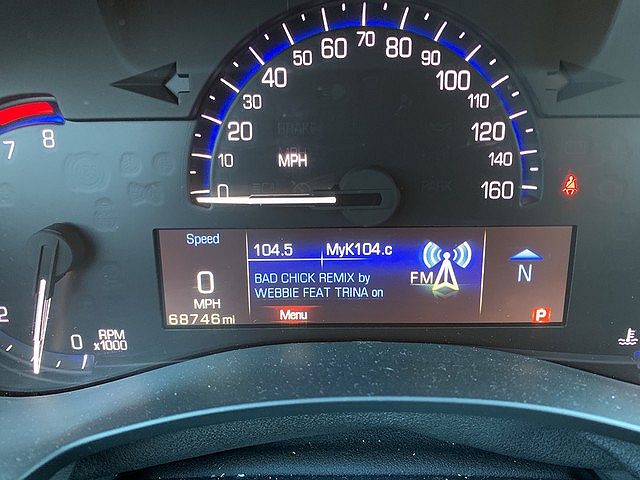 MPH
0 10 20 30 40 50 60 70 80 90 100 110 120 140 160
BRAKE
PARK
7 8
2 0
RPM
x1000
Speed
0
MPH
68746 mi
104.5 MyK104.c
BAD CHICK REMIX by
WEBBIE FEAT TRINA on
FM
Menu
N
P